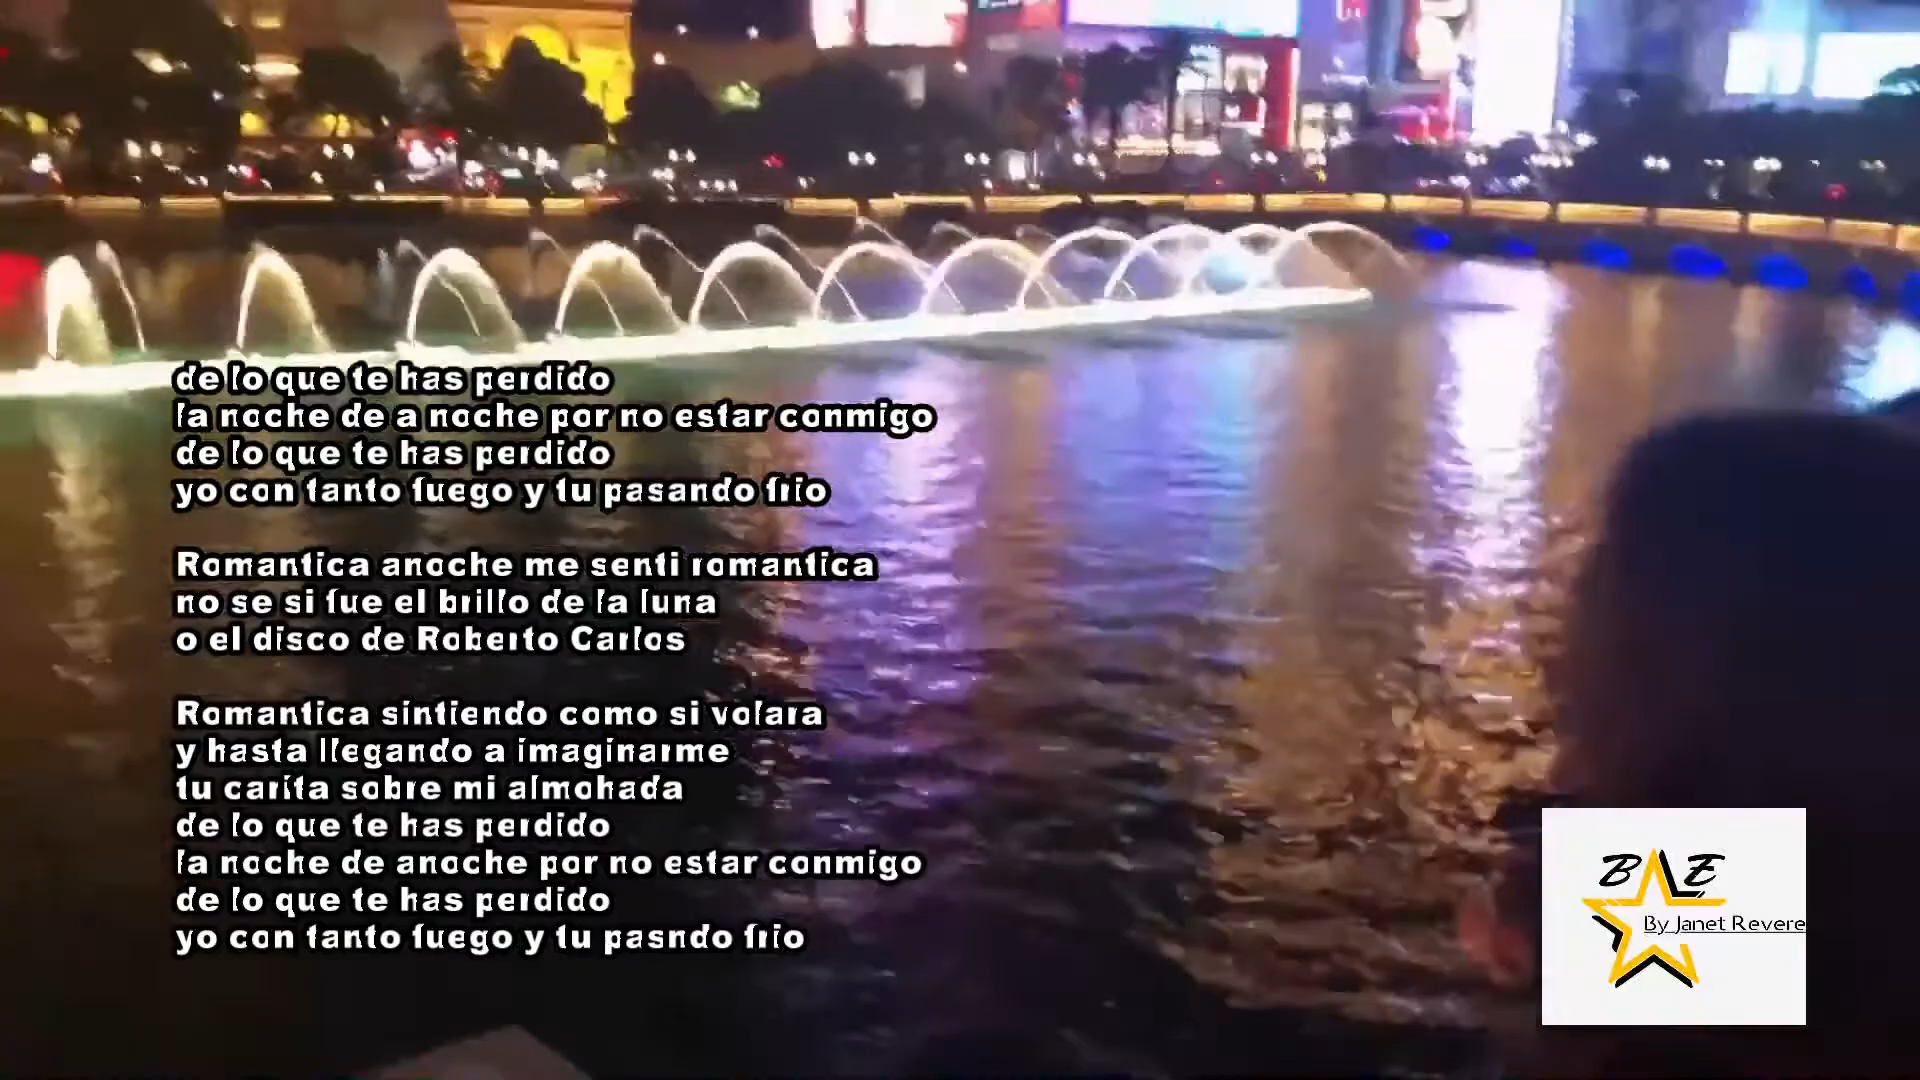 de lo que te has perdido
la noche de a noche por no estar conmigo
de lo que te has perdido
yo con tanto fuego y tu pasando frio
Romantica anoche me senti romantica
no se si fue el brillo de la luna
o el disco de Roberto Carlos
Romantica sintiendo como si volara
y hasta llegando a imaginarme
tu carita sobre mi almohada
de lo que te has perdido
la noche de anoche por no estar conmigo
de lo que te has perdido
yo con tanto fuego y tu pasndo frio
BLE
By Janet Revere